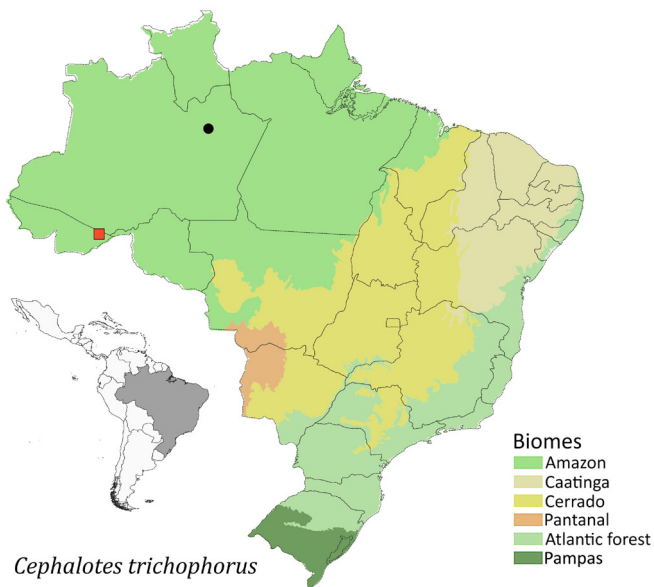 Biomes
Amazon
Caatinga
Cerrado
Pantanal
Atlantic forest
Pampas
Cephalotes trichophorus